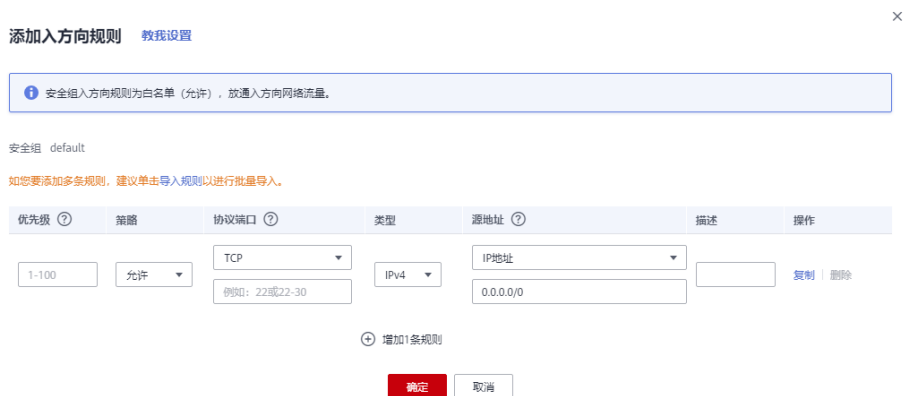 添加入方向规则 教我设置
安全组入方向规则为白名单（允许），放通入方向网络流量。
安全组 default
如您要添加多条规则，建议单击导入规则以进行批量导入。
优先级 ? 策略 协议端口 ? 类型 源地址 ? 描述 操作
1-100 允许 TCP IPv4 IP地址 复制 删除
例如：22或22-30 0.0.0.0/0
增加1条规则
确定 取消